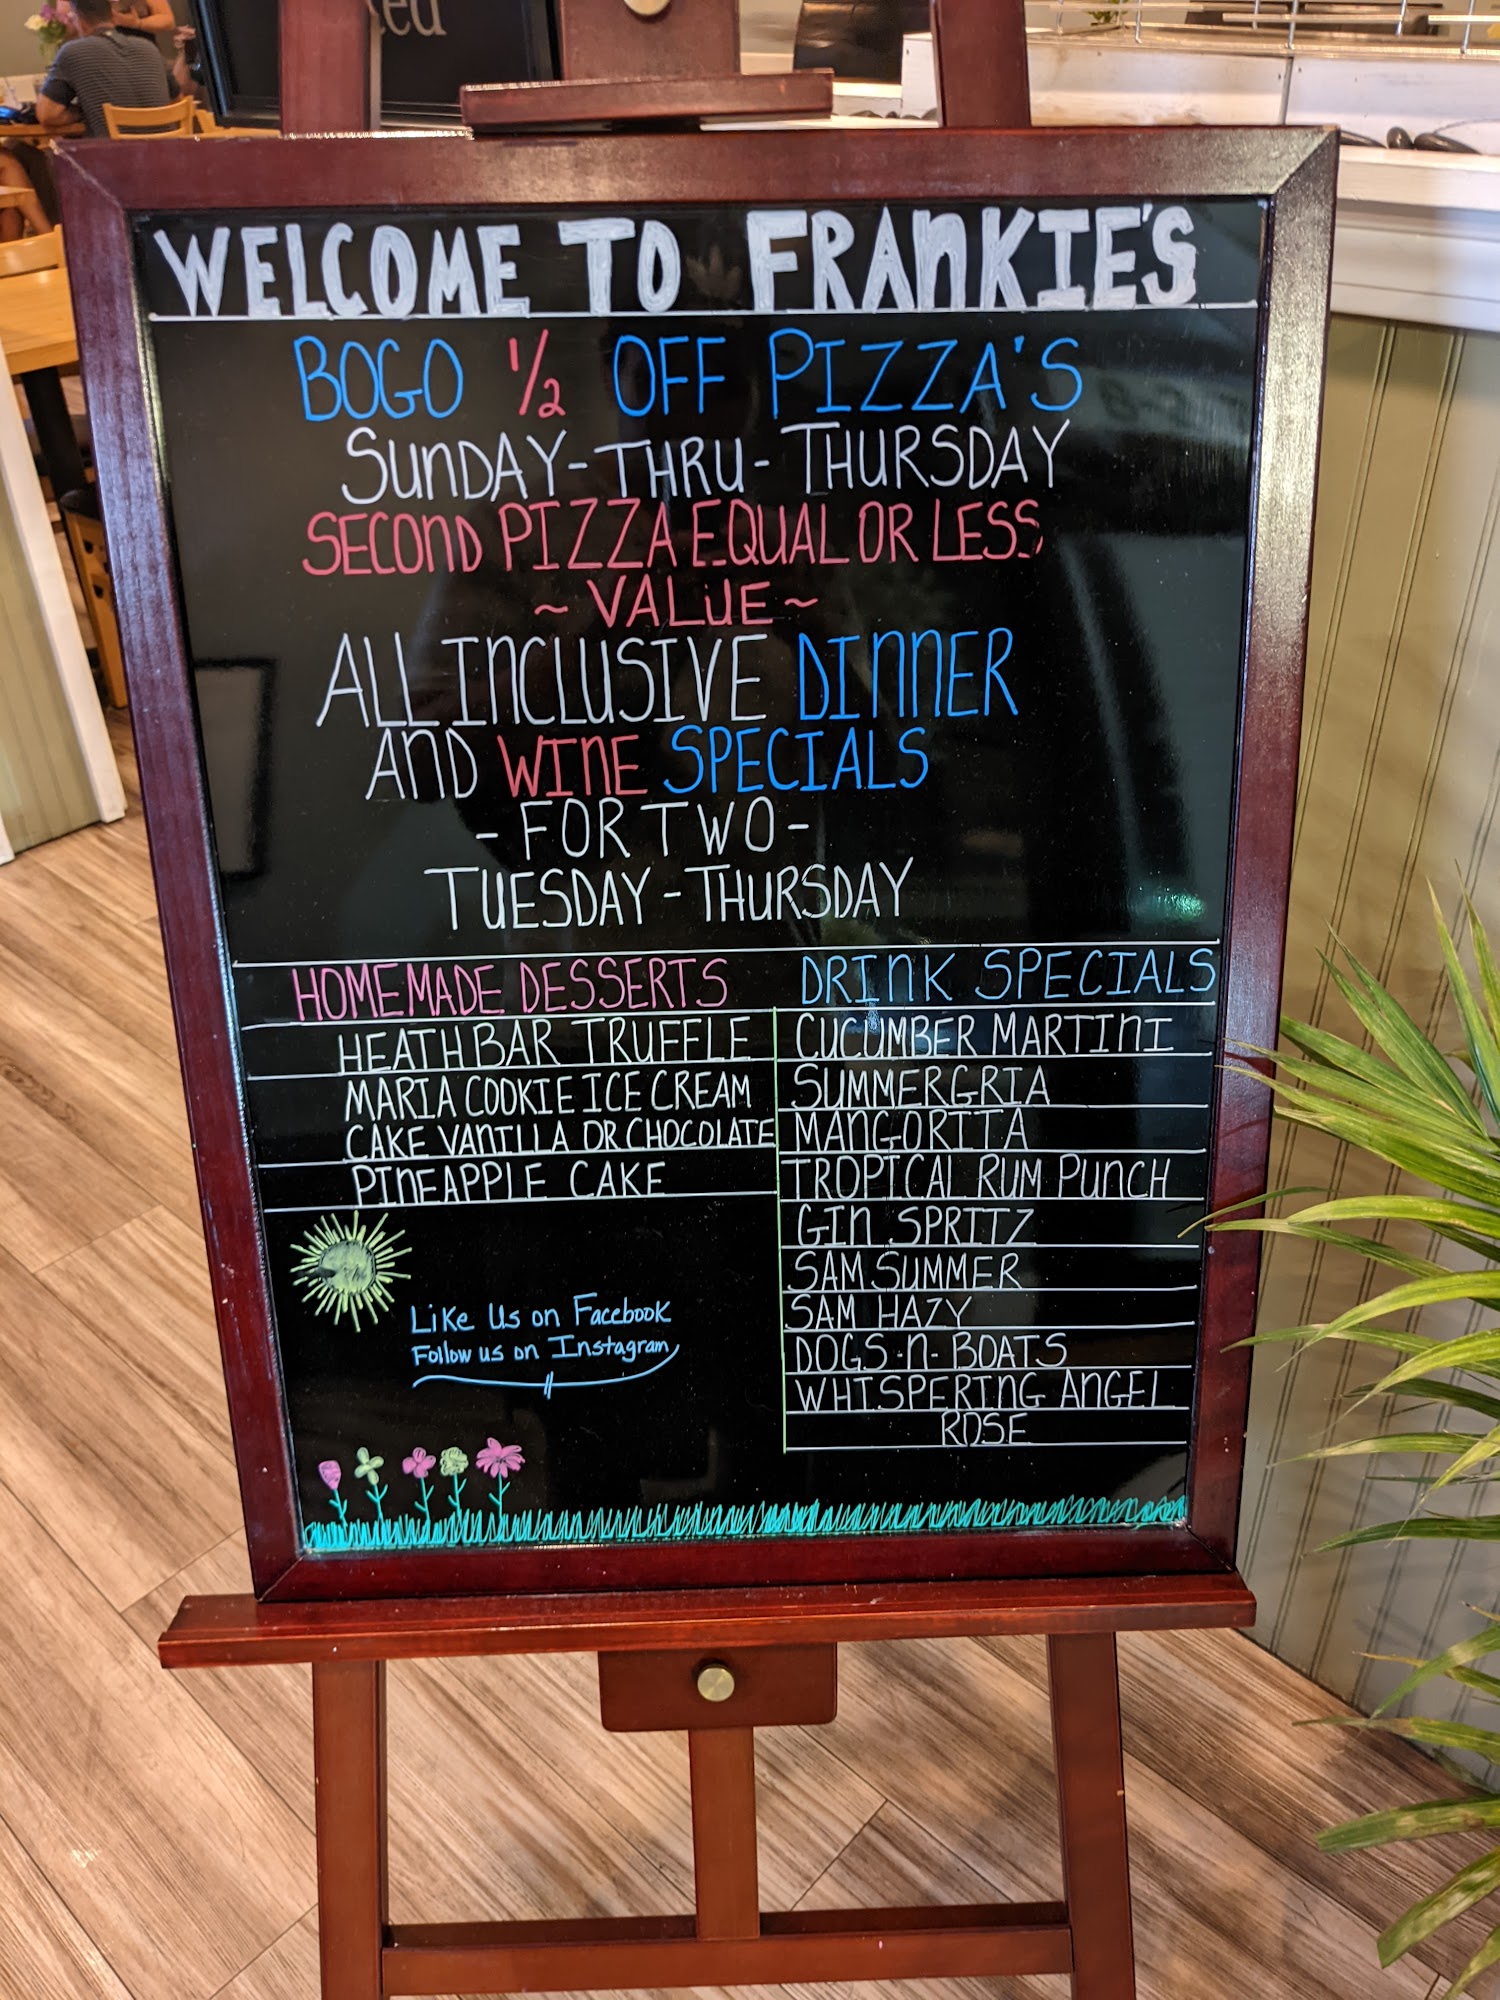 WELCOME TO FRANKIE'S
BOGO 1/2 OFF PIZZA'S
SUNDAY-THRU-THURSDAY
SECOND PIZZA EQUAL OR LESS
~ VALUE ~
ALL INCLUSIVE DINNER
AND WINE SPECIALS
- FOR TWO -
TUESDAY - THURSDAY
HOMEMADE DESSERTS
HEATH BAR TRUFFLE
MARIA COOKIE ICE CREAM
CAKE VANILLA OR CHOCOLATE
PINEAPPLE CAKE
Like Us on Facebook
Follow us on Instagram
DRINK SPECIALS
CUCUMBER MARTINI
SUMMERGRIA
MANGORITA
TROPICAL RUM PUNCH
GIN SPRITZ
SAM SUMMER
SAM HAZY
DOGS-N-BOATS
WHISPERING ANGEL
ROSE